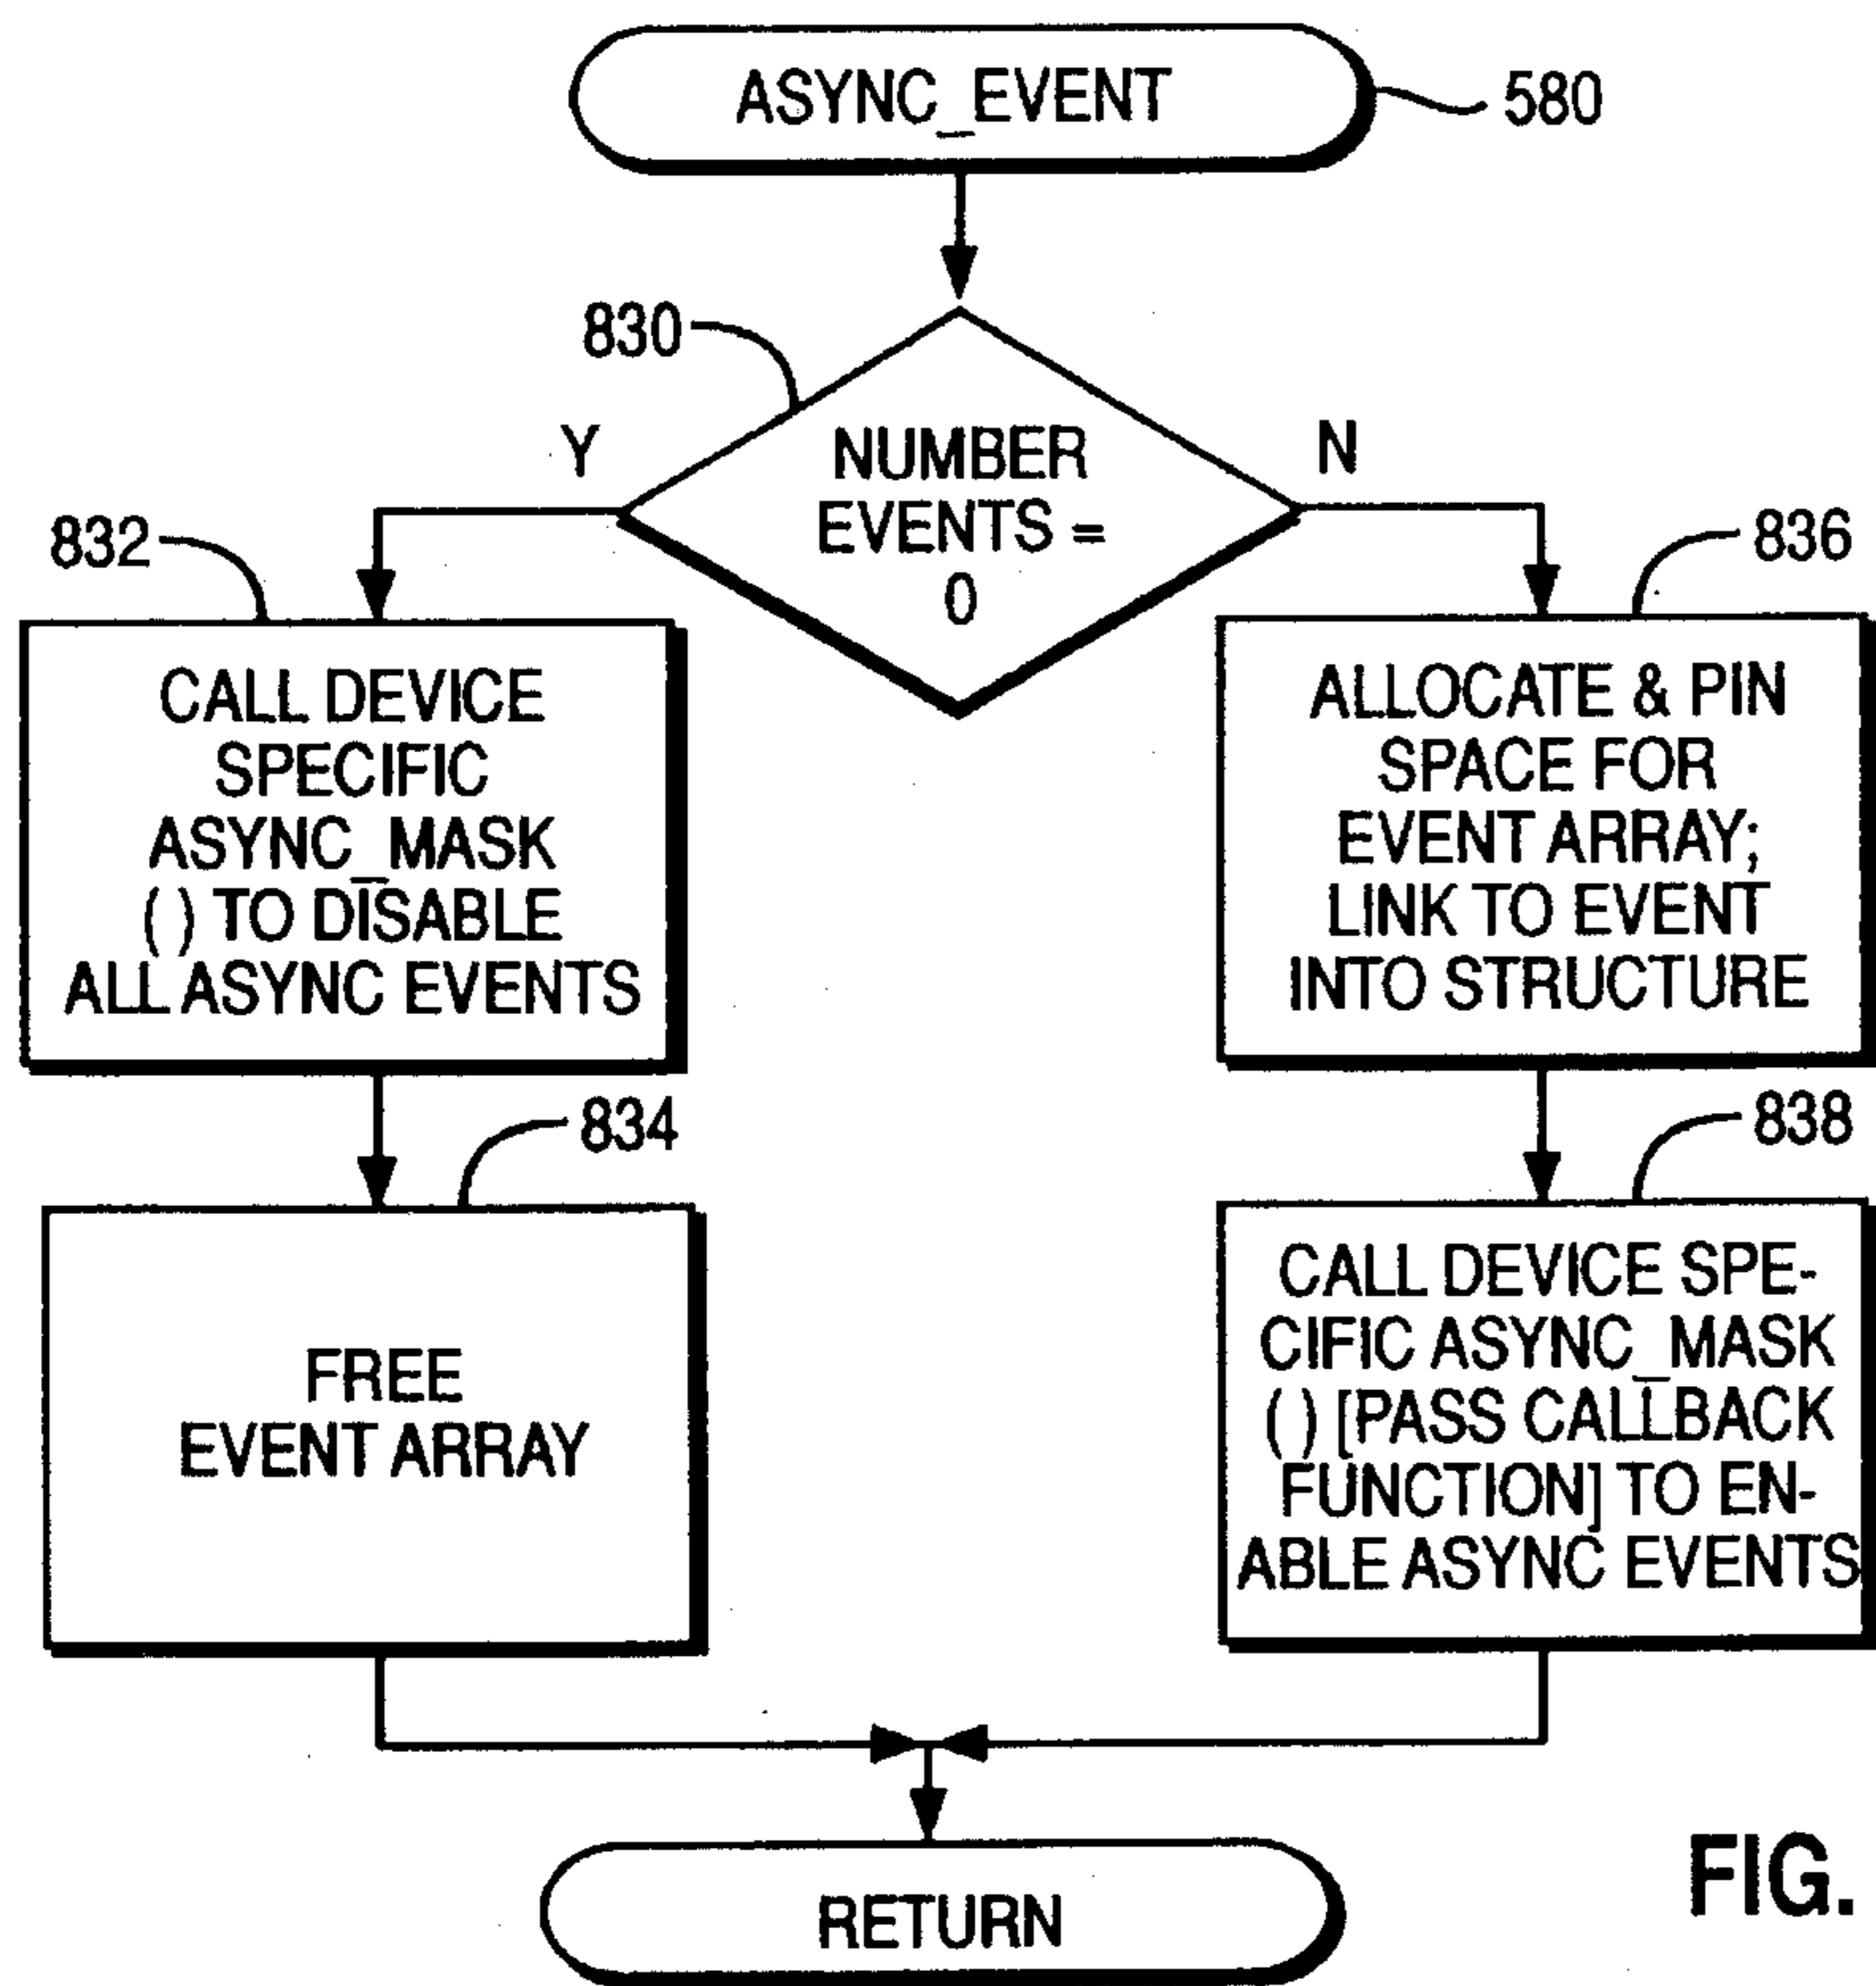 ASYNC_EVENT
580
830
Y
NUMBER
EVENTS =
0
N
832
CALL DEVICE
SPECIFIC
ASYNC_MASK
( ) TO DISABLE
ALL ASYNC EVENTS
836
ALLOCATE & PIN
SPACE FOR
EVENT ARRAY;
LINK TO EVENT
INTO STRUCTURE
834
FREE
EVENT ARRAY
838
CALL DEVICE SPE-
CIFIC ASYNC_MASK
( ) [PASS CALLBACK
FUNCTION] TO EN-
ABLE ASYNC EVENTS
RETURN
FIG.